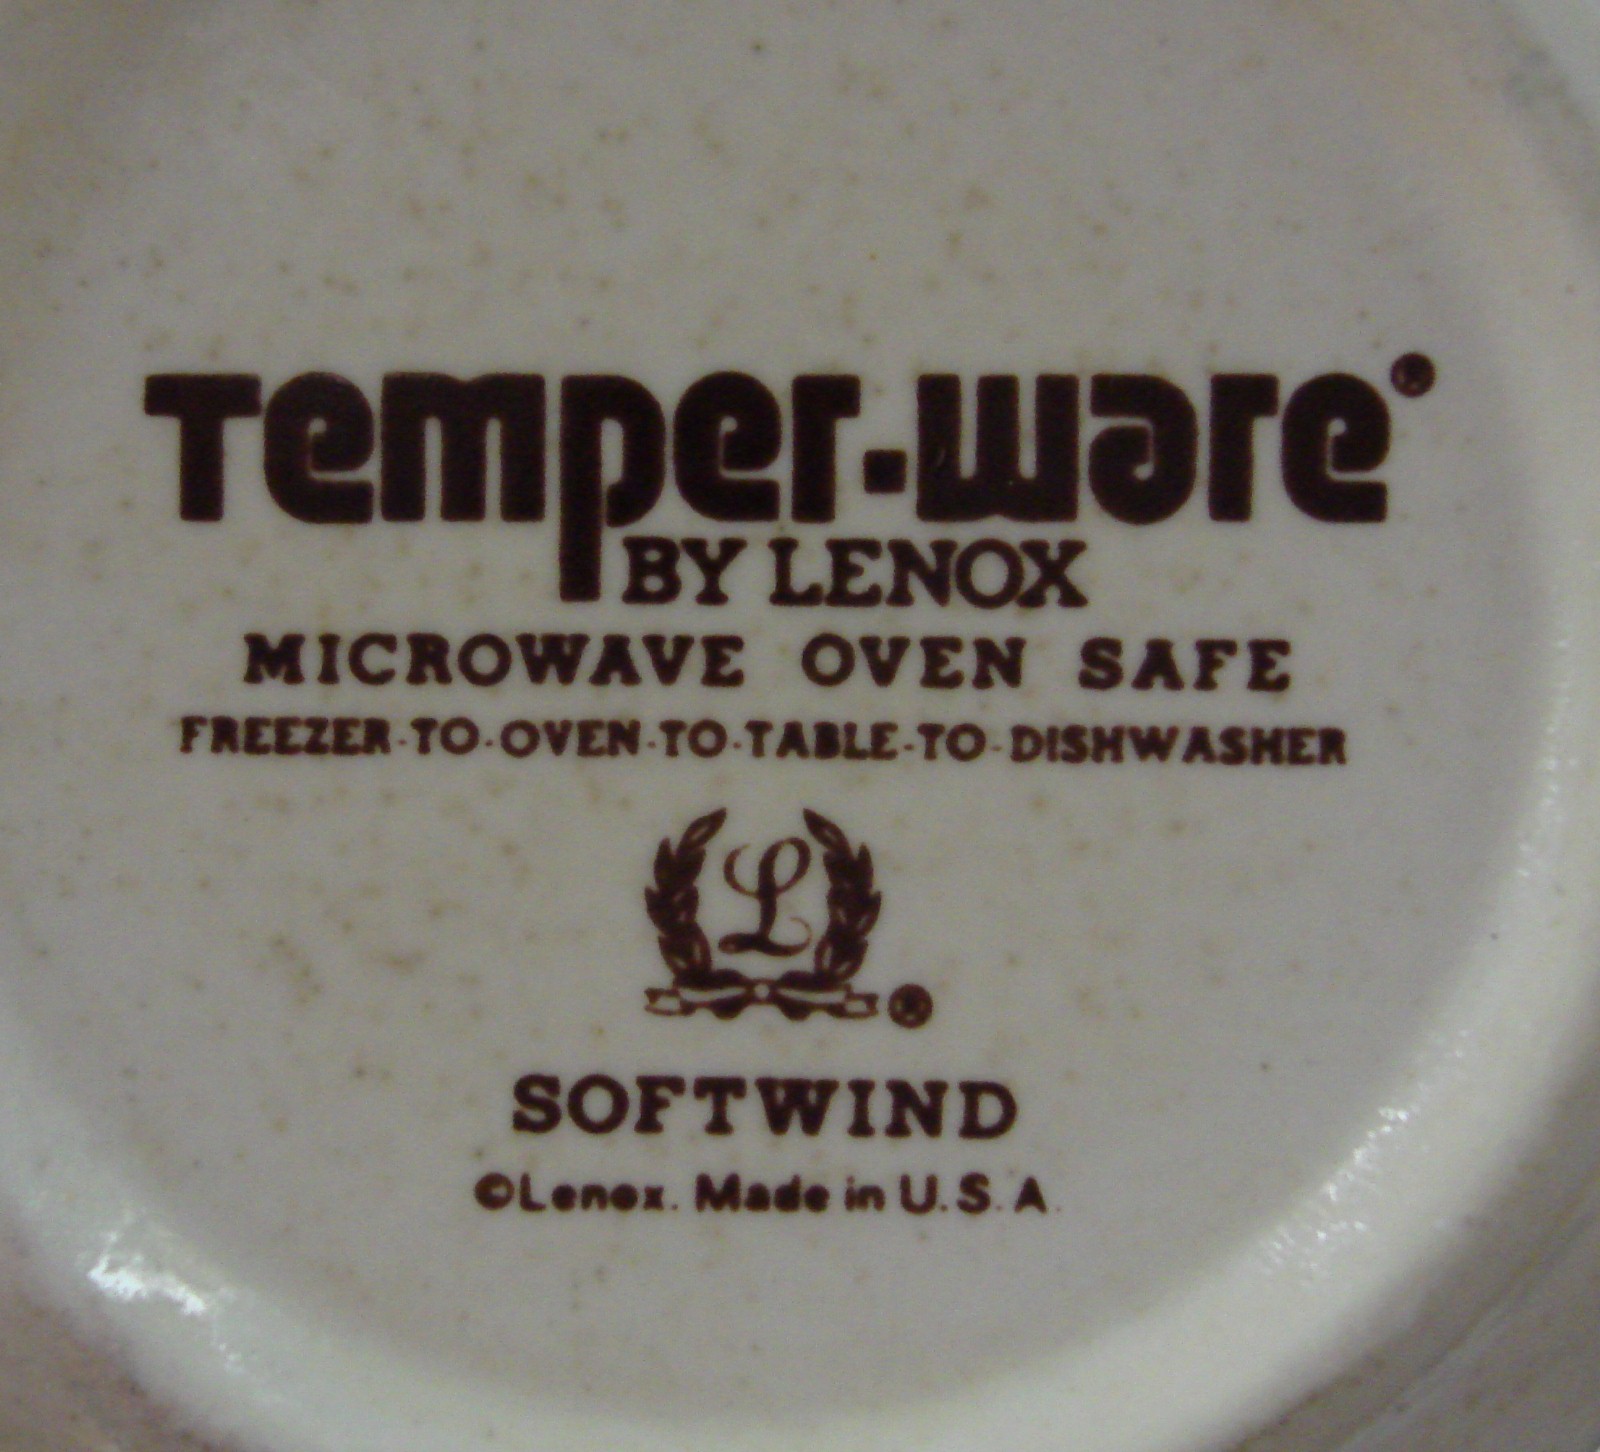 Temper-ware®
BY LENOX
MICROWAVE OVEN SAFE
FREEZER-TO-OVEN-TO-TABLE-TO-DISHWASHER
L
®
SOFTWIND
©Lenox. Made in U.S.A.